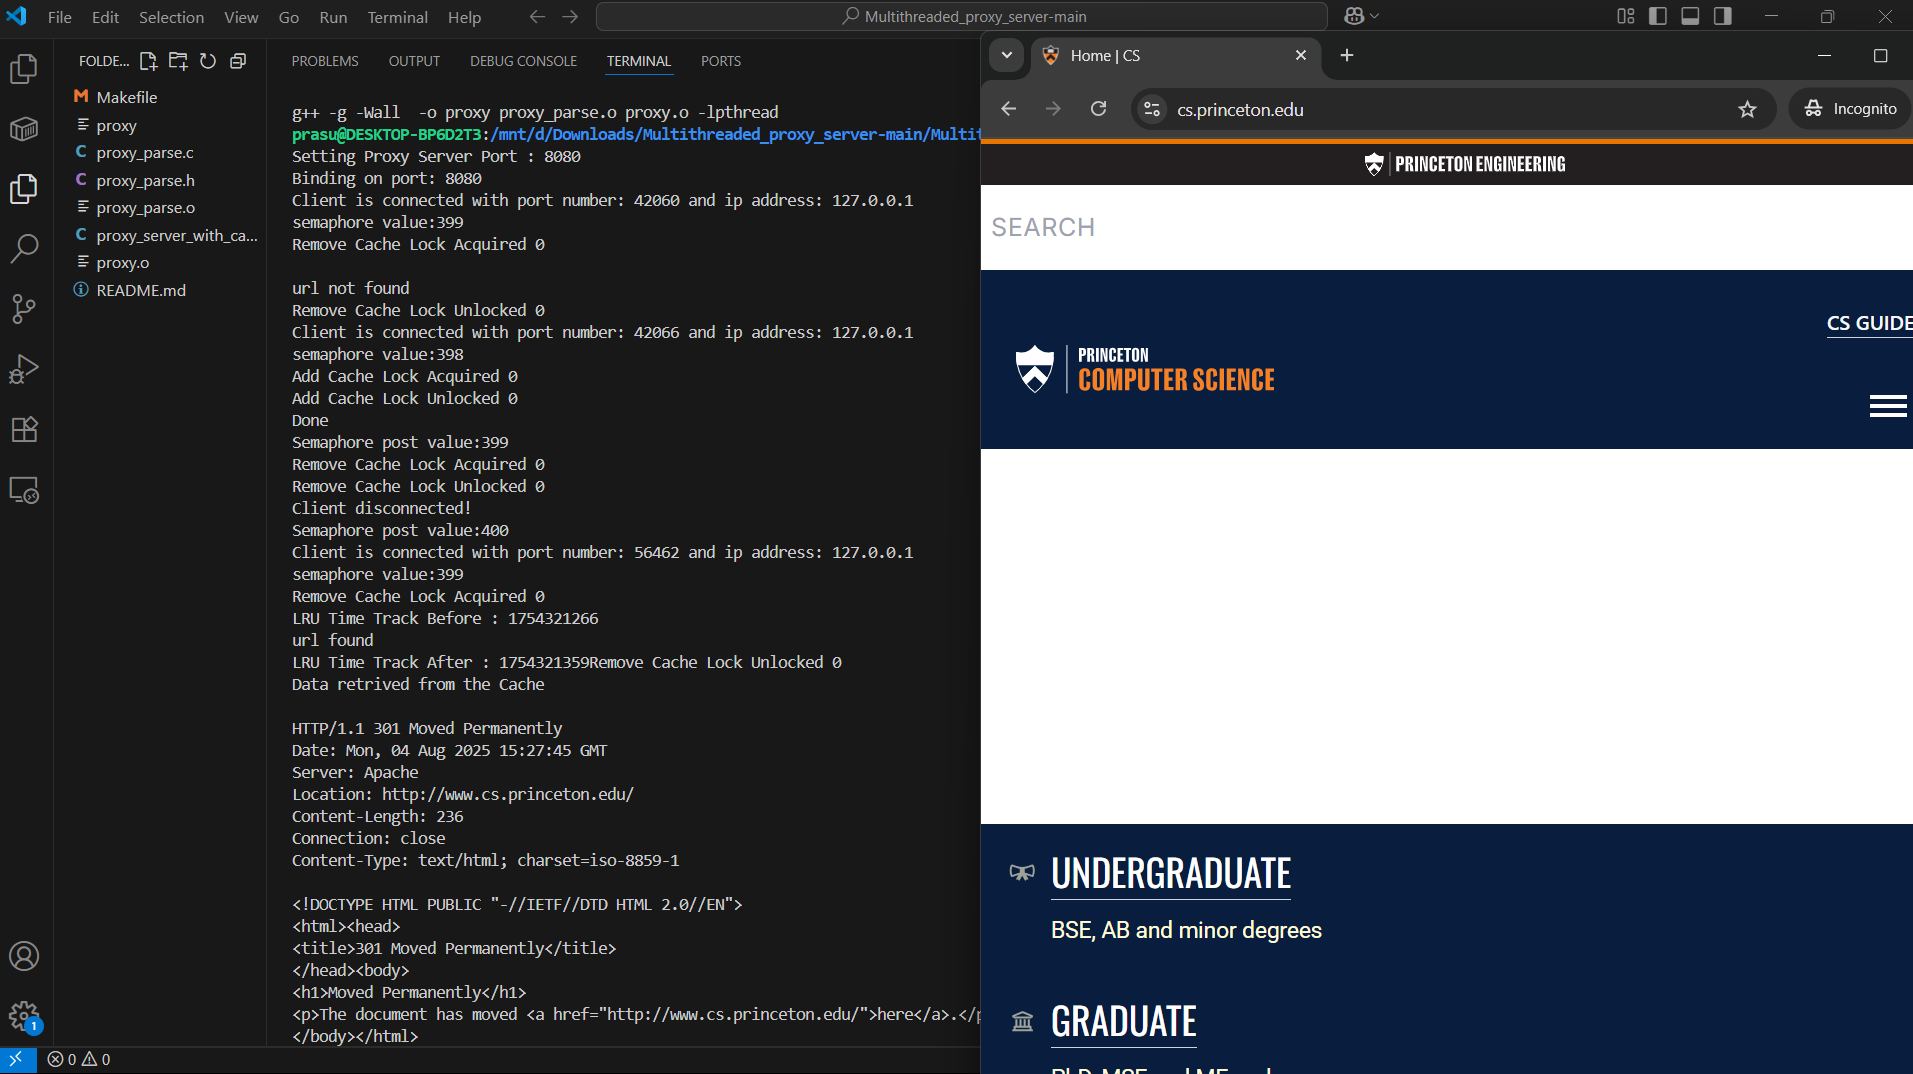 File Edit Selection View Go Run Terminal Help
Multithreaded_proxy_server-main
FOLDE...
Makefile
proxy
proxy_parse.c
proxy_parse.h
proxy_parse.o
proxy_server_with_ca...
proxy.o
README.md
1
PROBLEMS OUTPUT DEBUG CONSOLE TERMINAL PORTS
g++ -g -Wall  -o proxy proxy_parse.o proxy.o -lpthread
prasu@DESKTOP-BP6D2T3:/mnt/d/Downloads/Multithreaded_proxy_server-main/Multit
Setting Proxy Server Port : 8080
Binding on port: 8080
Client is connected with port number: 42060 and ip address: 127.0.0.1
semaphore value:399
Remove Cache Lock Acquired 0
url not found
Remove Cache Lock Unlocked 0
Client is connected with port number: 42066 and ip address: 127.0.0.1
semaphore value:398
Add Cache Lock Acquired 0
Add Cache Lock Unlocked 0
Done
Semaphore post value:399
Remove Cache Lock Acquired 0
Remove Cache Lock Unlocked 0
Client disconnected!
Semaphore post value:400
Client is connected with port number: 56462 and ip address: 127.0.0.1
semaphore value:399
Remove Cache Lock Acquired 0
LRU Time Track Before : 1754321266
url found
LRU Time Track After : 1754321359Remove Cache Lock Unlocked 0
Data retrived from the Cache
HTTP/1.1 301 Moved Permanently
Date: Mon, 04 Aug 2025 15:27:45 GMT
Server: Apache
Location: http://www.cs.princeton.edu/
Content-Length: 236
Connection: close
Content-Type: text/html; charset=iso-8859-1
<!DOCTYPE HTML PUBLIC "-//IETF//DTD HTML 2.0//EN">
<html><head>
<title>301 Moved Permanently</title>
</head><body>
<h1>Moved Permanently</h1>
<p>The document has moved <a href="http://www.cs.princeton.edu/">here</a>.</p
</body></html>
0 0
Home | CS
cs.princeton.edu
Incognito
PRINCETON ENGINEERING
SEARCH
CS GUIDE
PRINCETON
COMPUTER SCIENCE
UNDERGRADUATE
BSE, AB and minor degrees
GRADUATE